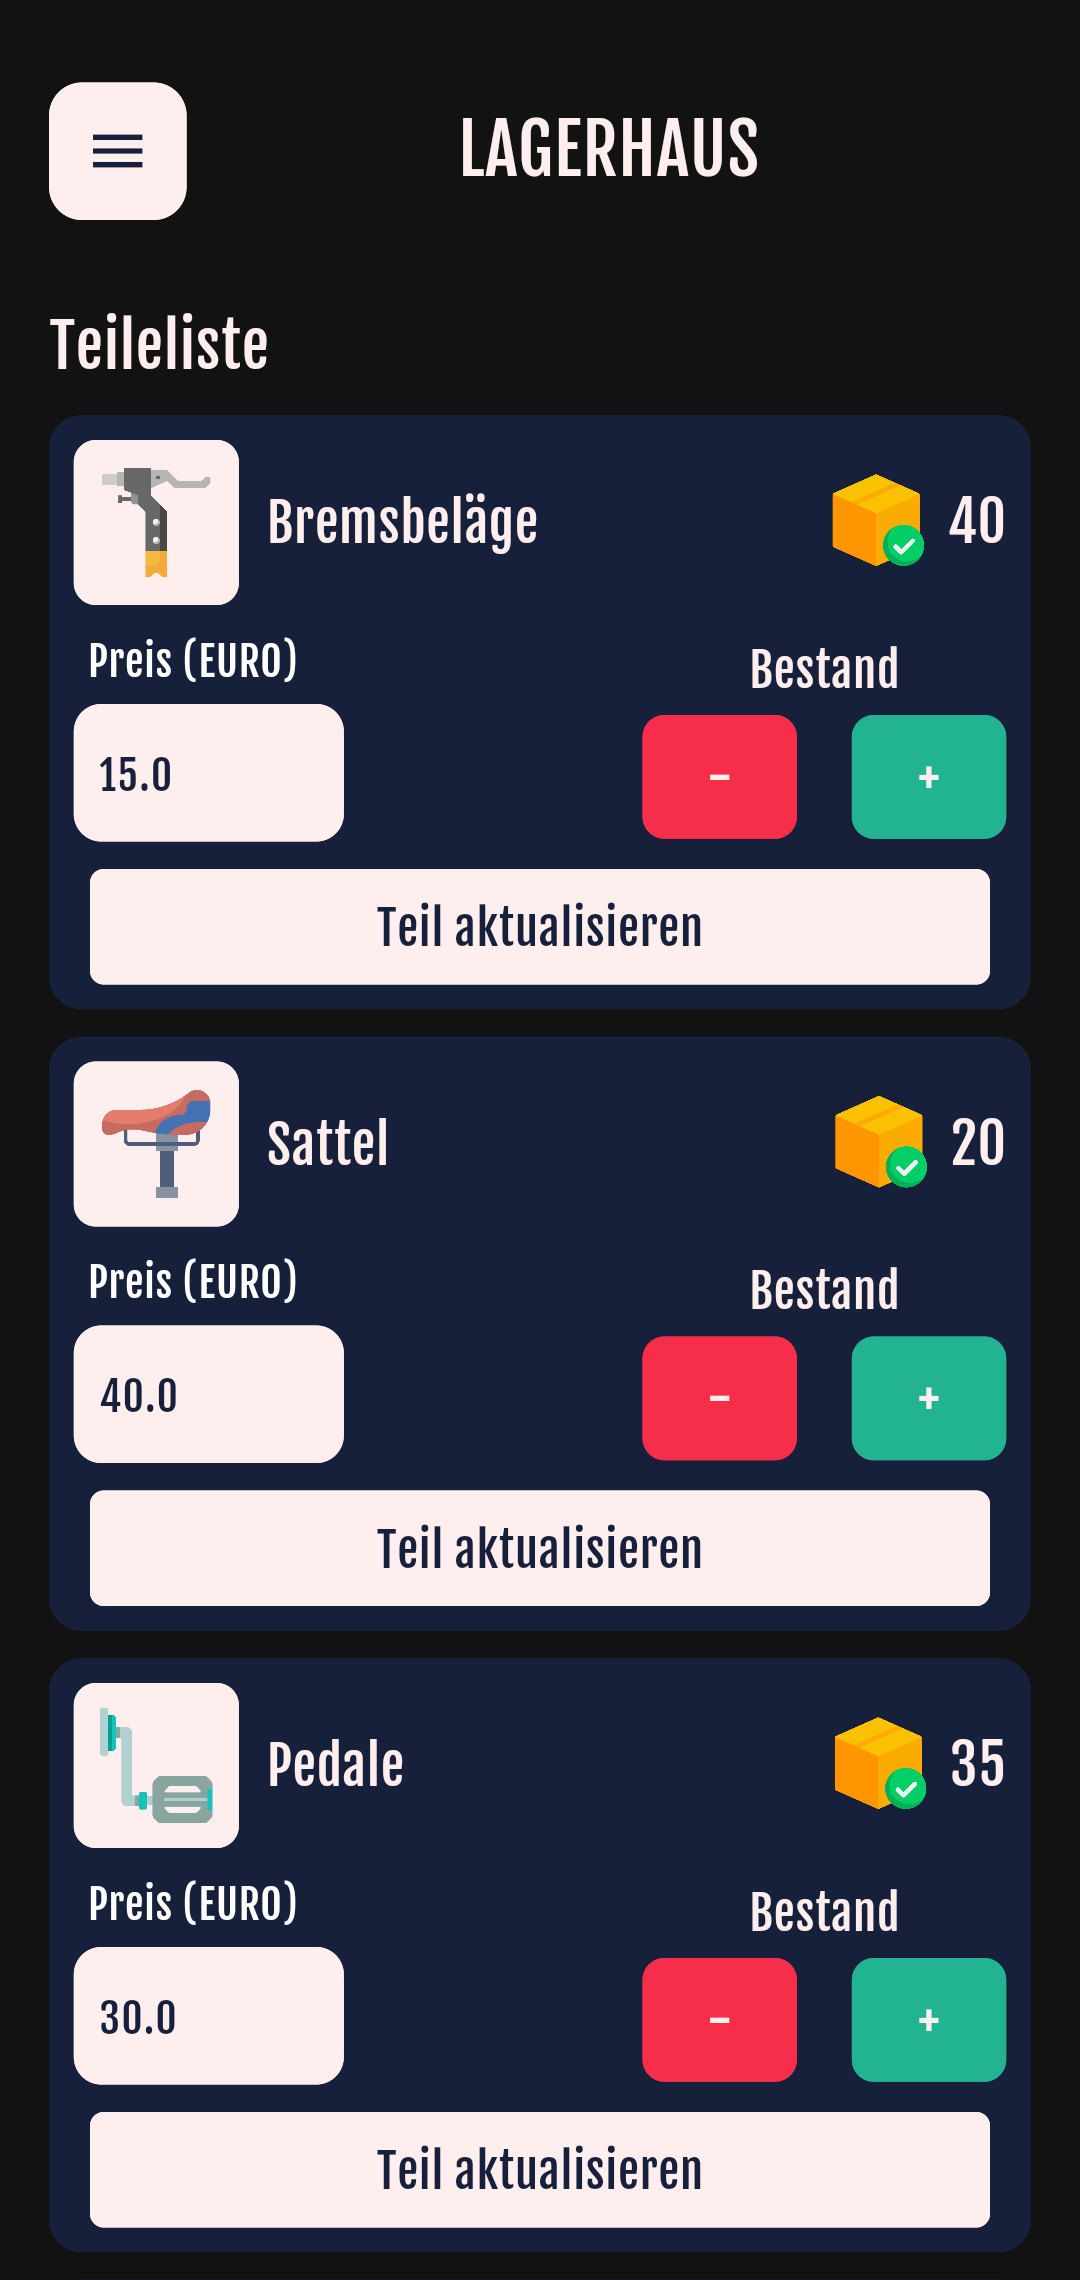 LAGERHAUS
Teileliste
Bremsbeläge 40
Preis (EURO) Bestand
15.0 - +
Teil aktualisieren
Sattel 20
Preis (EURO) Bestand
40.0 - +
Teil aktualisieren
Pedale 35
Preis (EURO) Bestand
30.0 - +
Teil aktualisieren